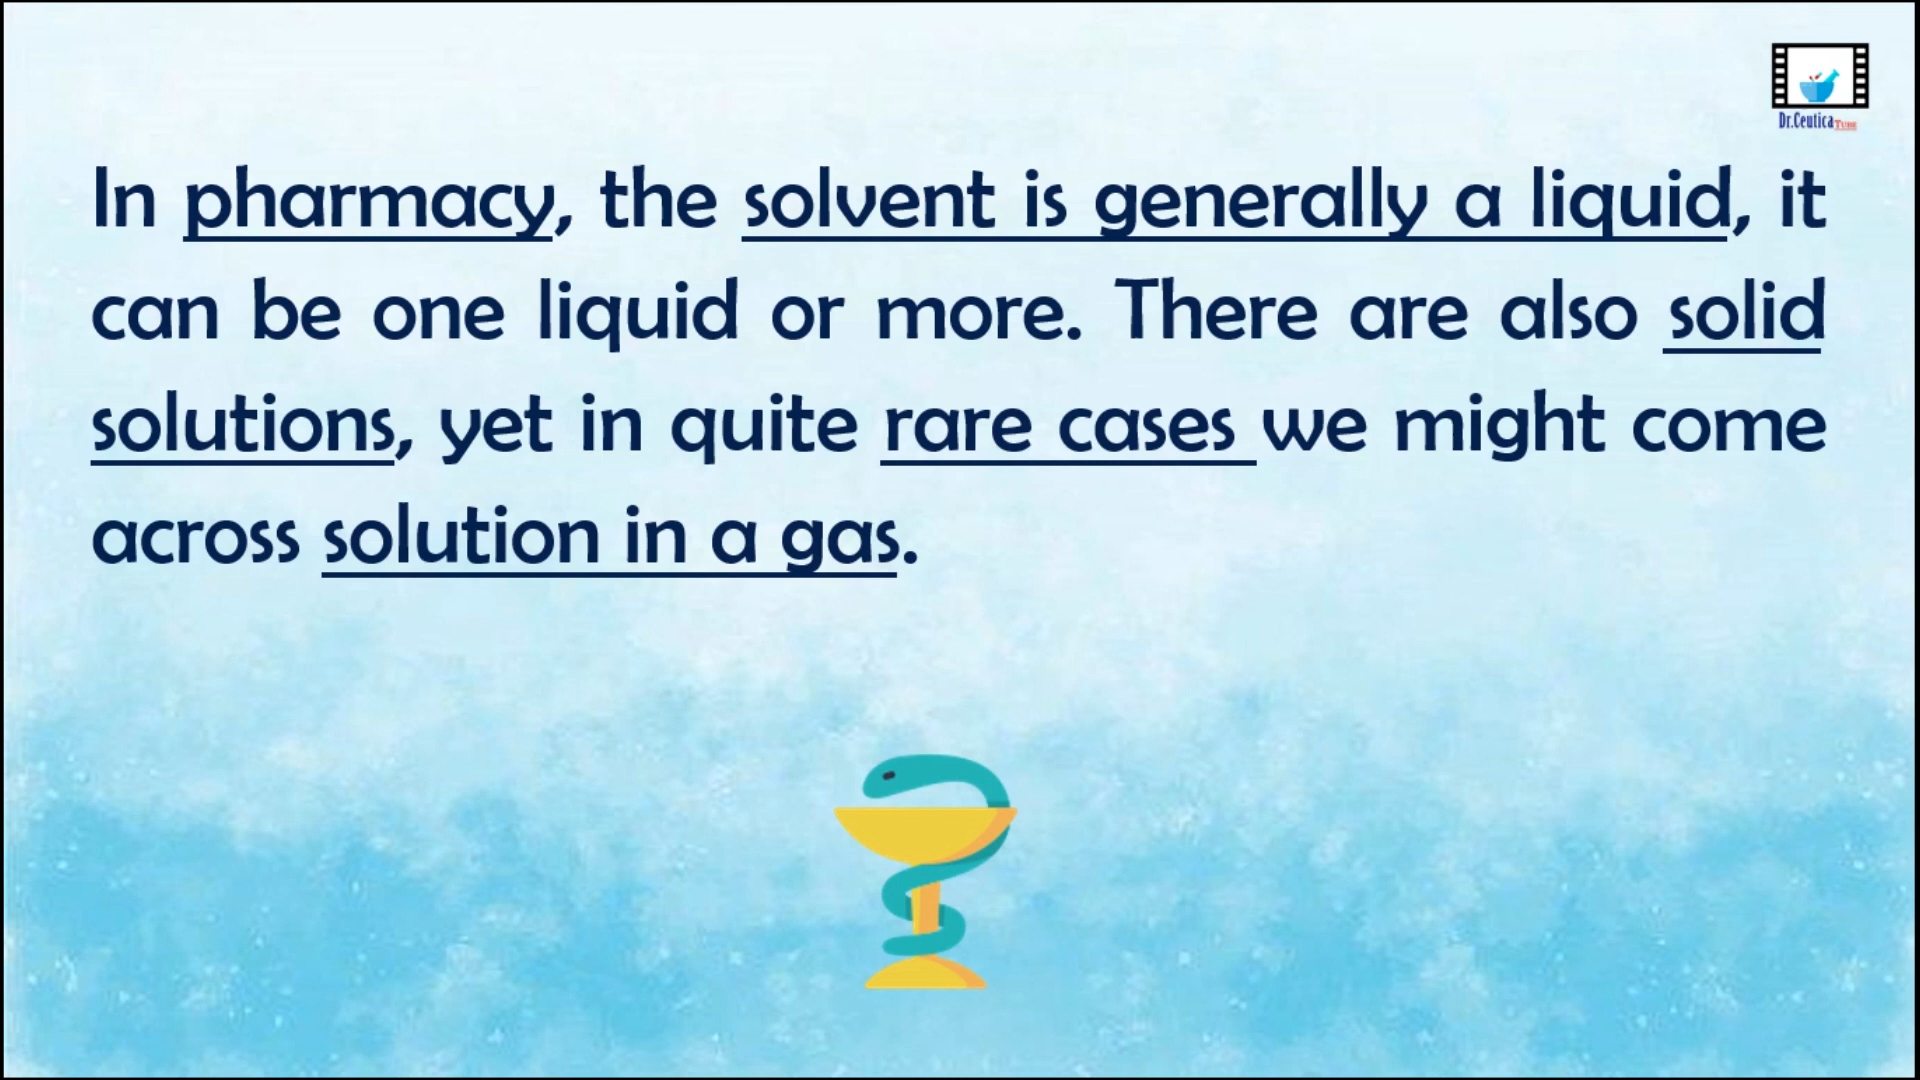 Dr.Ceutica Tube
In pharmacy, the solvent is generally a liquid, it
can be one liquid or more. There are also solid
solutions, yet in quite rare cases we might come
across solution in a gas.